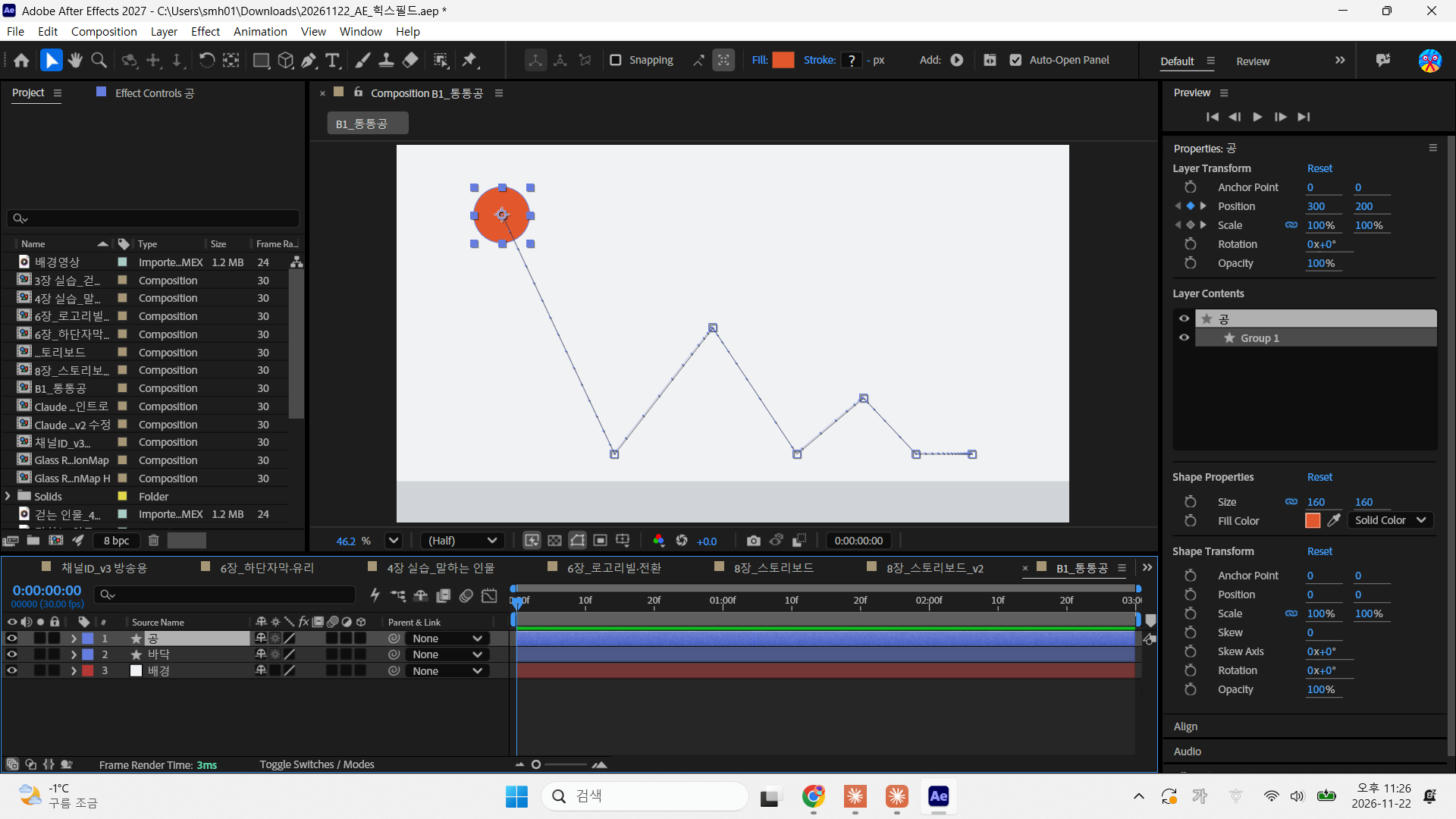 Adobe After Effects 2027 - C:\Users\smh01\Downloads\20261122_AE_힉스필드.aep *
File Edit Composition Layer Effect Animation View Window Help
Snapping Fill: Stroke: ? - px Add: Auto-Open Panel Default Review
Project Effect Controls 공
Composition B1_통통공
B1_통통공
Name Type Size Frame Ra...
배경영상 Importe...MEX 1.2 MB 24
3장 실습_걷... Composition 30
4장 실습_말... Composition 30
6장_로고리빌... Composition 30
6장_하단자막... Composition 30
..토리보드 Composition 30
8장_스토리보... Composition 30
B1_통통공 Composition 30
Claude ...인트로 Composition 30
Claude ...v2 수정 Composition 30
채널ID_v3... Composition 30
Glass R...ionMap Composition 30
Glass R...nMap H Composition 30
Solids Folder
걷는 인물_4... Importe...MEX 1.2 MB 24
8 bpc
46.2 % (Half) +0.0 0:00:00:00
Preview
Properties: 공
Layer Transform Reset
Anchor Point 0 0
Position 300 200
Scale 100% 100%
Rotation 0x+0°
Opacity 100%
Layer Contents
공
Group 1
Shape Properties Reset
Size 160 160
Fill Color Solid Color
Shape Transform Reset
Anchor Point 0 0
Position 0 0
Scale 100% 100%
Skew 0
Skew Axis 0x+0°
Rotation 0x+0°
Opacity 100%
Align
Audio
채널ID_v3 방송용 6장_하단자막.유리 4장 실습_말하는 인물 6장_로고리빌.전환 8장_스토리보드 8장_스토리보드_v2 B1_통통공
0:00:00:00
00000 (30.00 fps)
10f 20f 01:00f 10f 20f 02:00f 10f 20f
# Source Name fx Parent & Link
1 공 None
2 바닥 None
3 배경 None
Frame Render Time: 3ms Toggle Switches / Modes
-1°C
구름 조금
검색
오후 11:26
2026-11-22